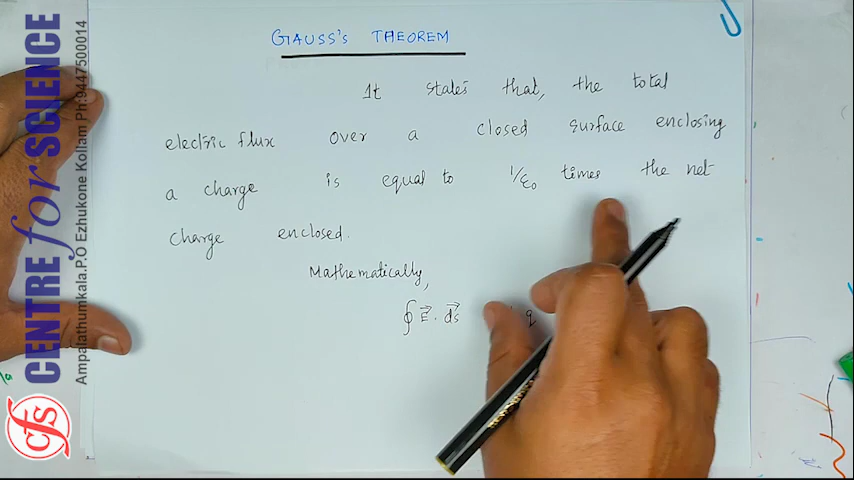 GAUSS's THEOREM
It states that, the total
electric flux over a closed surface enclosing
a charge is equal to 1/ε₀ times the net
charge enclosed.
Mathematically,
∮ E⃗ . ds⃗ q
CENTRE for SCIENCE
Ampalathumkala.P.O Ezhukone Kollam Ph:9447500014
cfs